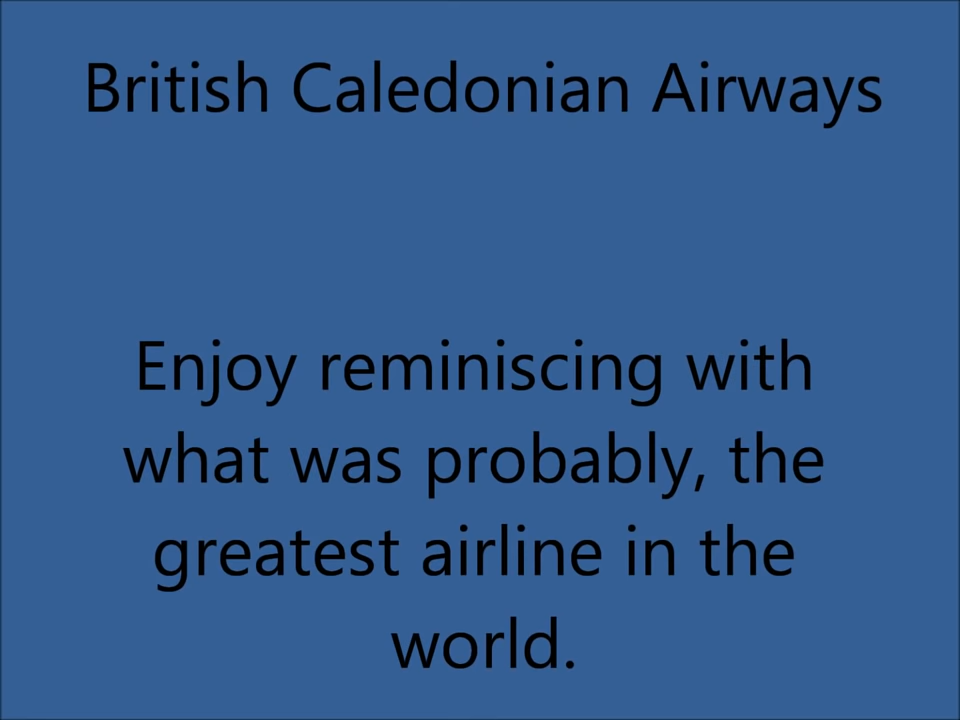 British Caledonian Airways
Enjoy reminiscing with
what was probably, the
greatest airline in the
world.